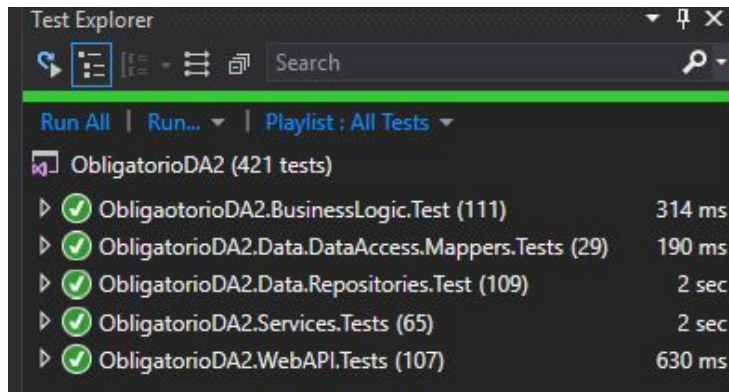 Test Explorer
Search
Run All | Run... | Playlist : All Tests
ObligatorioDA2 (421 tests)
ObligaotorioDA2.BusinessLogic.Test (111) 314 ms
ObligatorioDA2.Data.DataAccess.Mappers.Tests (29) 190 ms
ObligatorioDA2.Data.Repositories.Test (109) 2 sec
ObligatorioDA2.Services.Tests (65) 2 sec
ObligatorioDA2.WebAPI.Tests (107) 630 ms